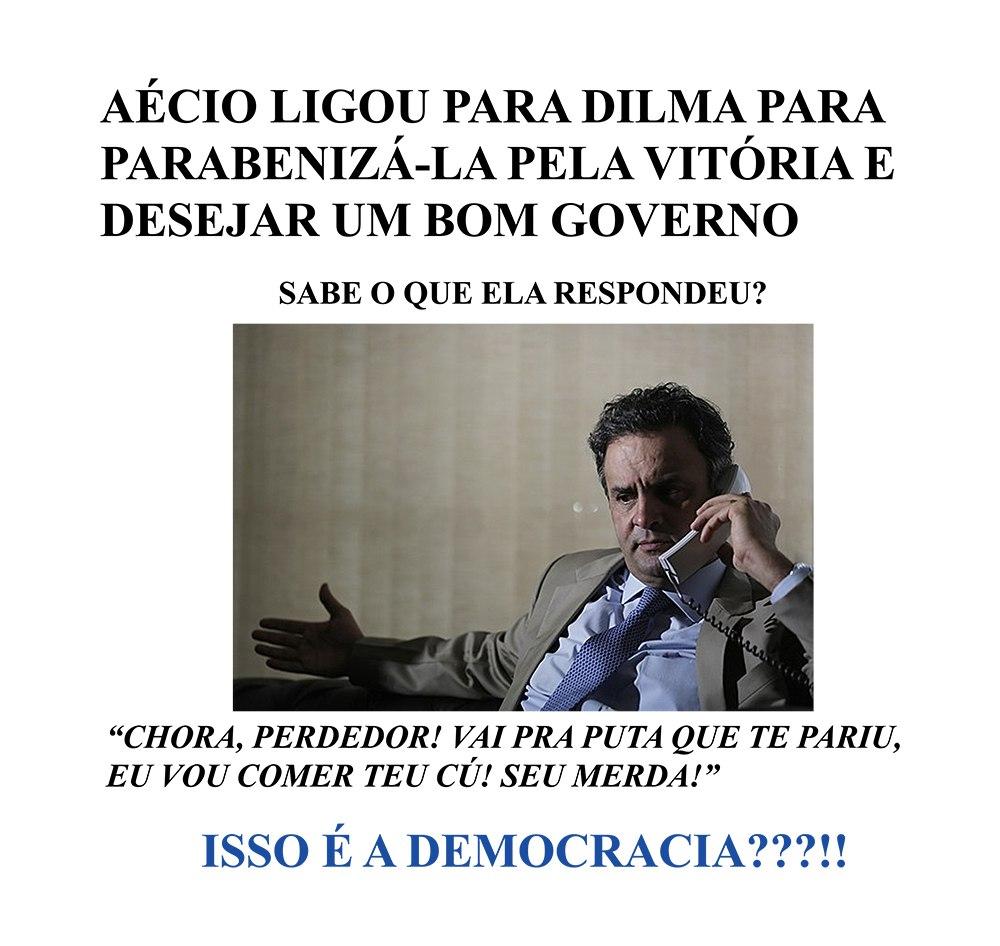 AÉCIO LIGOU PARA DILMA PARA
PARABENIZÁ-LA PELA VITÓRIA E
DESEJAR UM BOM GOVERNO
SABE O QUE ELA RESPONDEU?
“CHORA, PERDEDOR! VAI PRA PUTA QUE TE PARIU,
EU VOU COMER TEU CÚ! SEU MERDA!”
ISSO É A DEMOCRACIA???!!